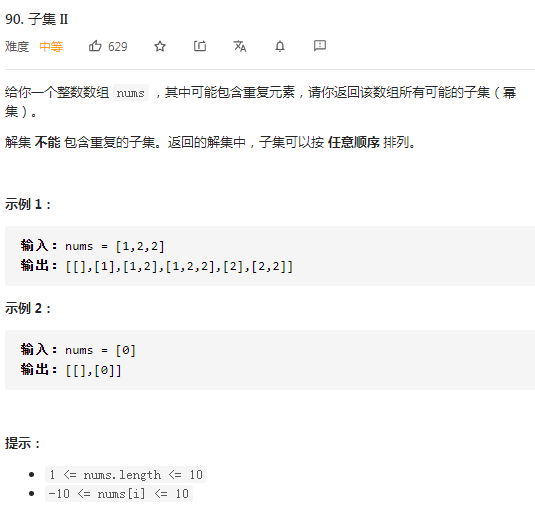 90. 子集 II
难度 中等 629
给你一个整数数组 nums ，其中可能包含重复元素，请你返回该数组所有可能的子集（幂
集）。
解集 不能 包含重复的子集。返回的解集中，子集可以按 任意顺序 排列。
示例 1：
输入：nums = [1,2,2]
输出：[[],[1],[1,2],[1,2,2],[2],[2,2]]
示例 2：
输入：nums = [0]
输出：[[],[0]]
提示：
1 <= nums.length <= 10
-10 <= nums[i] <= 10